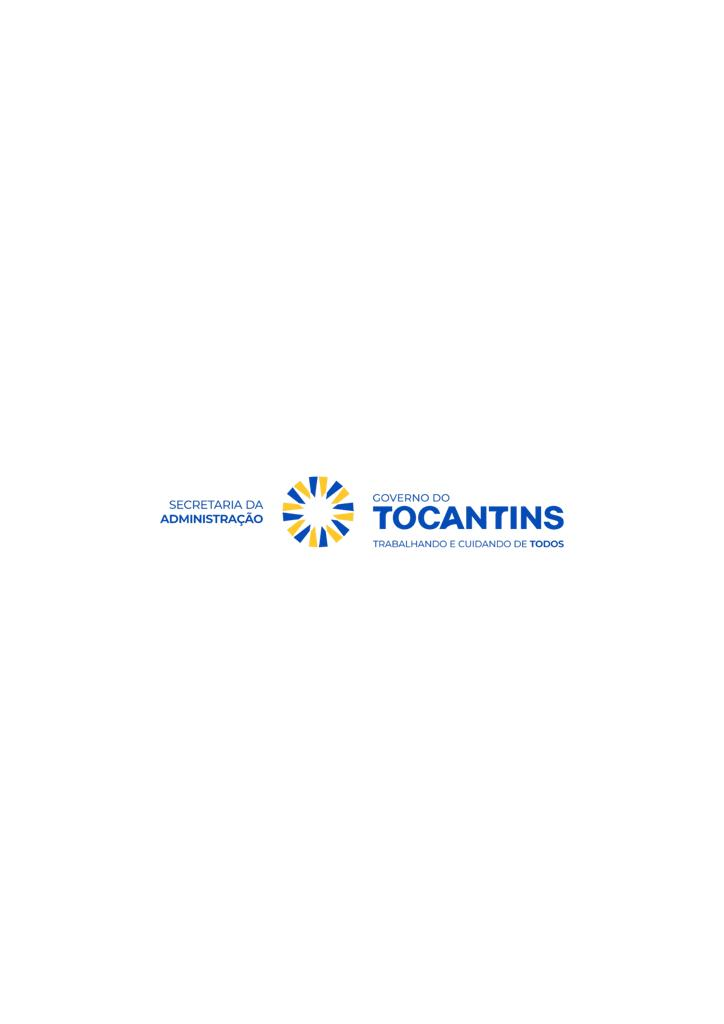 SECRETARIA DA
ADMINISTRAÇÃO
GOVERNO DO
TOCANTINS
TRABALHANDO E CUIDANDO DE TODOS